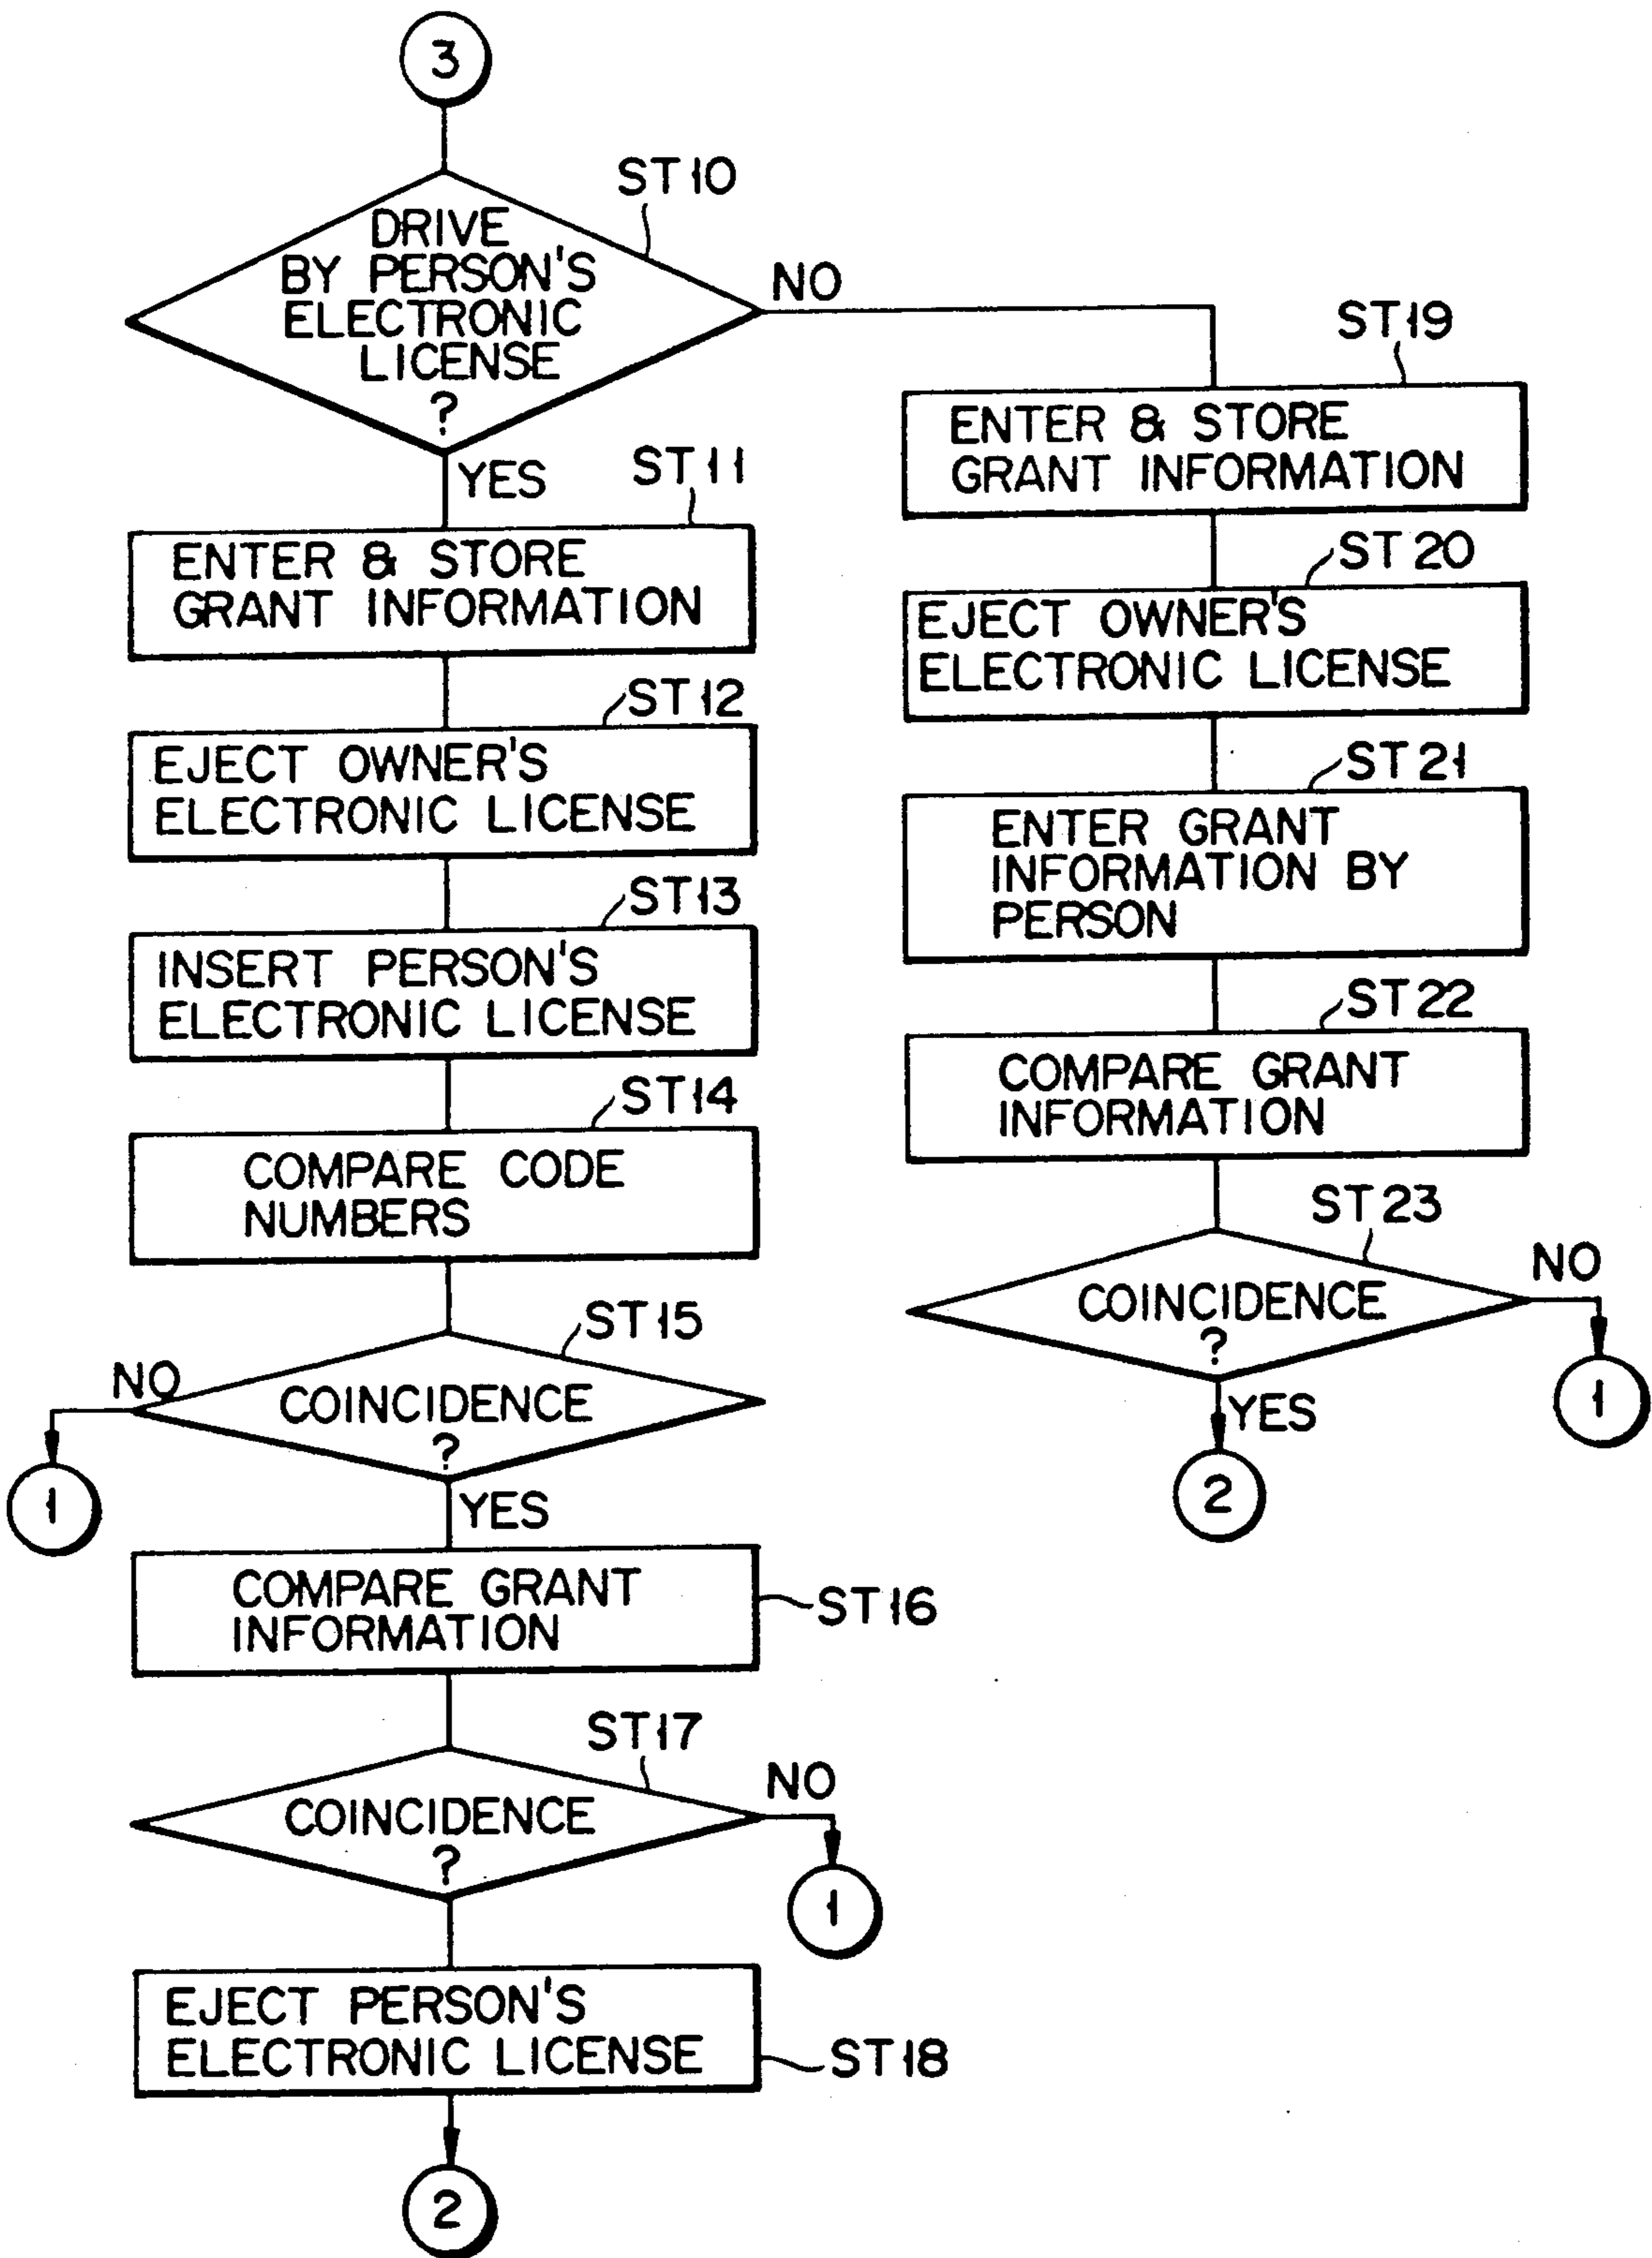 3
ST10
DRIVE
BY PERSON'S
ELECTRONIC
LICENSE
?
NO
YES
ST11
ENTER & STORE
GRANT INFORMATION
ST12
EJECT OWNER'S
ELECTRONIC LICENSE
ST13
INSERT PERSON'S
ELECTRONIC LICENSE
ST14
COMPARE CODE
NUMBERS
ST15
COINCIDENCE
?
NO
1
YES
COMPARE GRANT
INFORMATION
ST16
ST17
COINCIDENCE
?
NO
1
EJECT PERSON'S
ELECTRONIC LICENSE
ST18
2
ST19
ENTER & STORE
GRANT INFORMATION
ST20
EJECT OWNER'S
ELECTRONIC LICENSE
ST21
ENTER GRANT
INFORMATION BY
PERSON
ST22
COMPARE GRANT
INFORMATION
ST23
COINCIDENCE
?
NO
1
YES
2